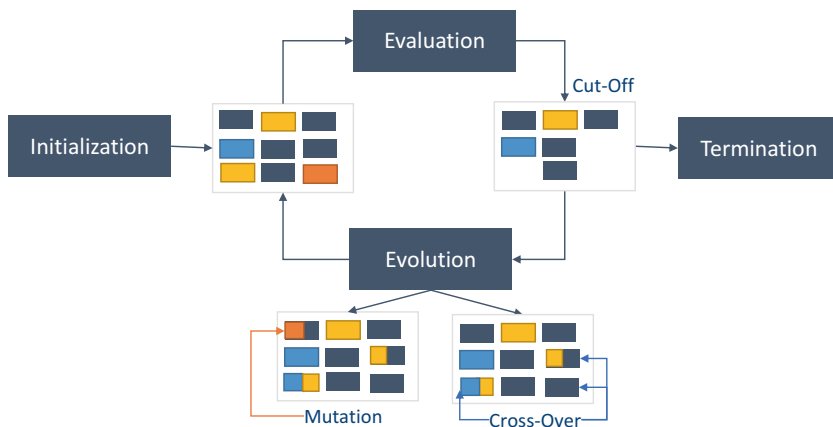 Evaluation
Cut-Off
Initialization
Termination
Evolution
Mutation
Cross-Over